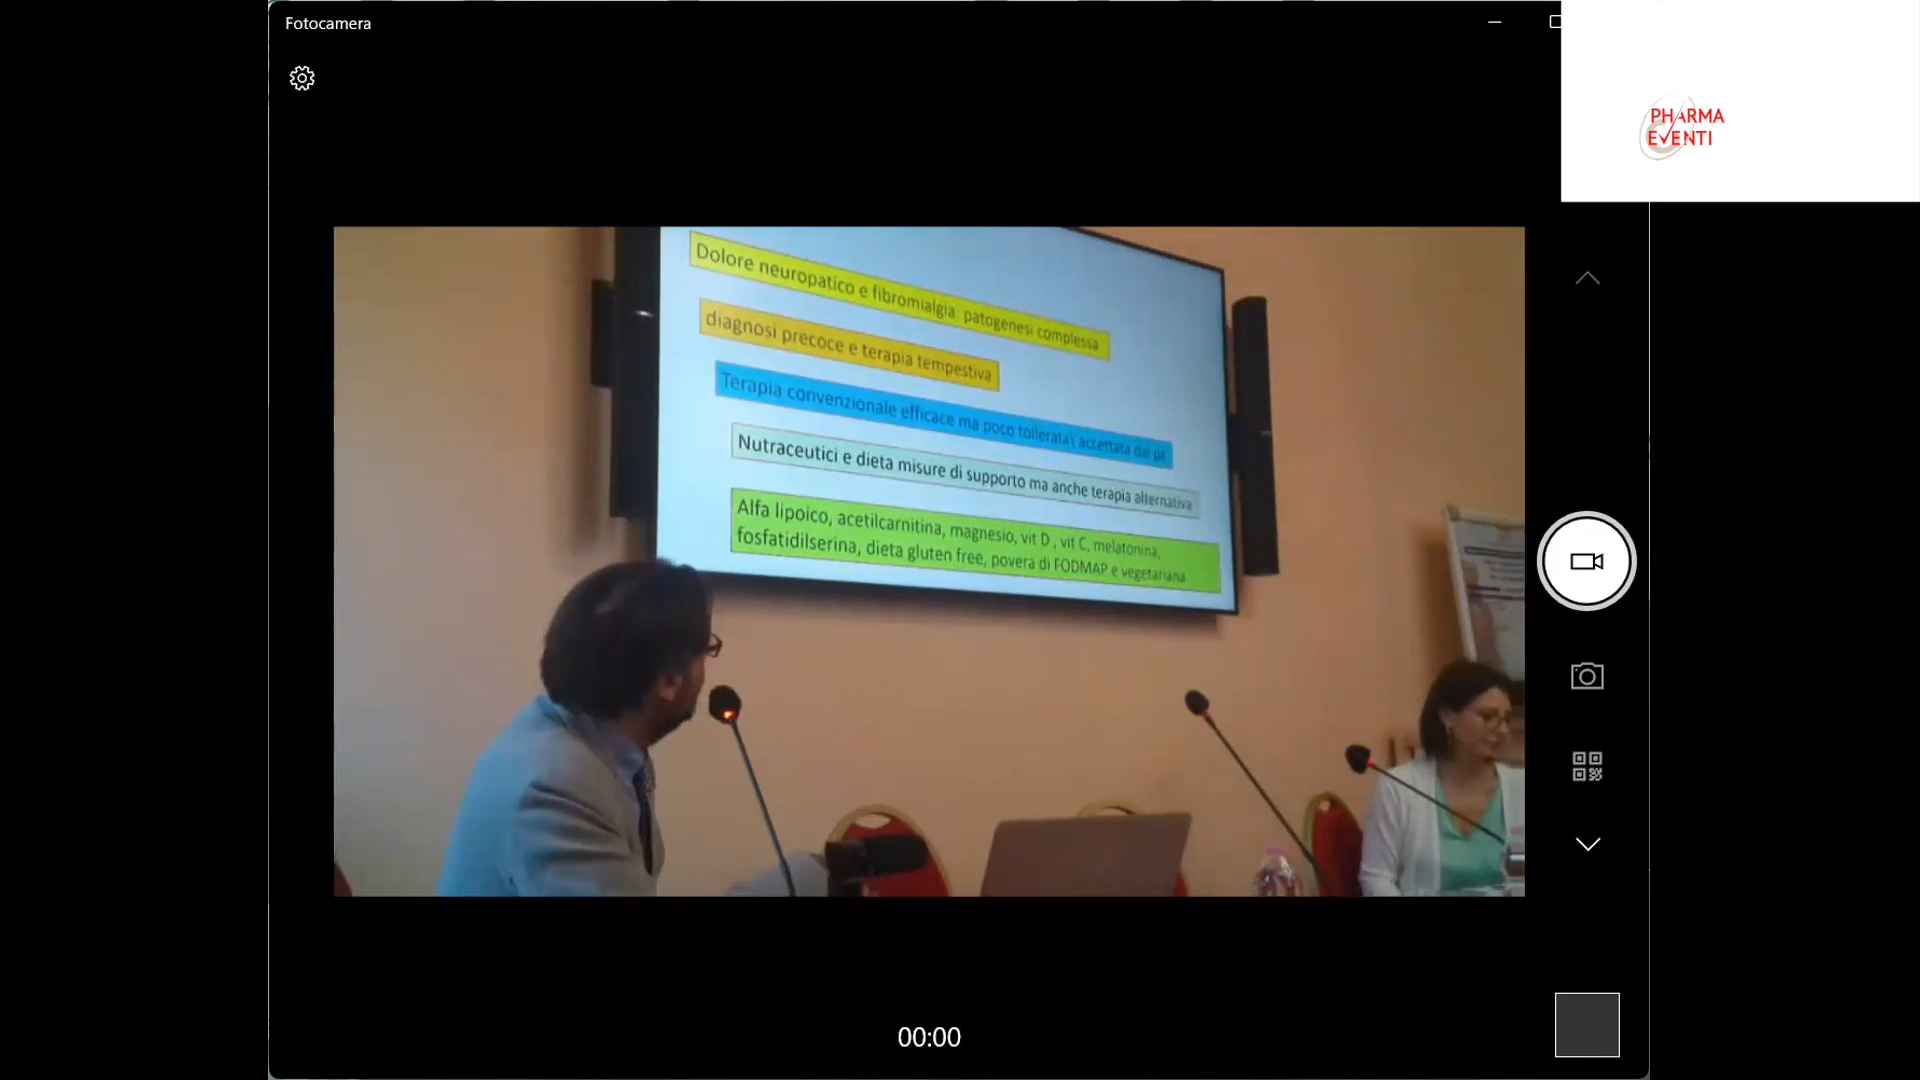 Fotocamera
PHARMA
EVENTI
Dolore neuropatico e fibromialgia: patogenesi complessa
diagnosi precoce e terapia tempestiva
Terapia convenzionale efficace ma poco tollerata\ accettata dai pz
Nutraceutici e dieta misure di supporto ma anche terapia alternativa
Alfa lipoico, acetilcarnitina, magnesio, vit D , vit C, melatonina,
fosfatidilserina, dieta gluten free, povera di FODMAP e vegetariana
00:00